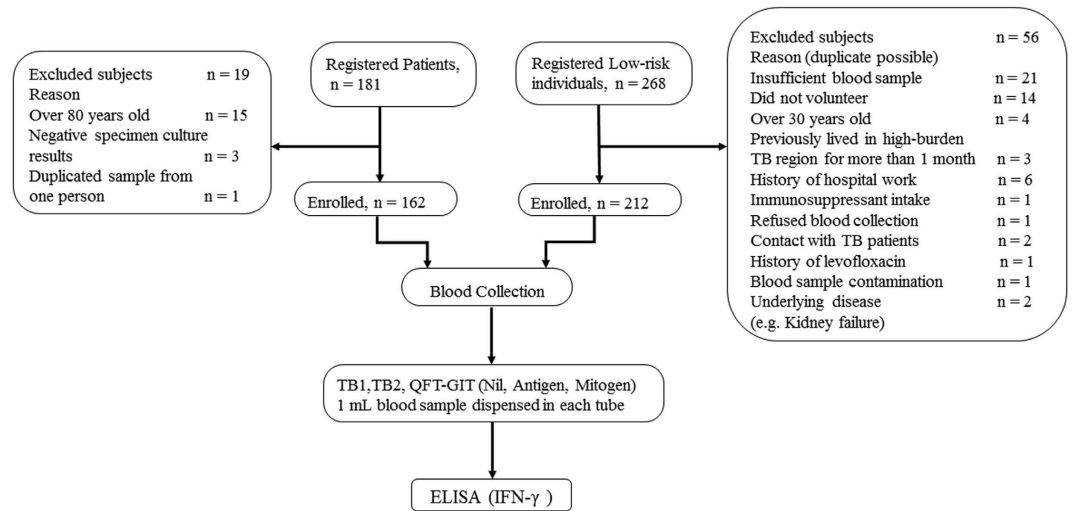 Excluded subjects n = 19
Reason
Over 80 years old n = 15
Negative specimen culture
results n = 3
Duplicated sample from
one person n = 1
Registered Patients,
n = 181
Registered Low-risk
individuals, n = 268
Excluded subjects n = 56
Reason (duplicate possible)
Insufficient blood sample n = 21
Did not volunteer n = 14
Over 30 years old n = 4
Previously lived in high-burden
TB region for more than 1 month n = 3
History of hospital work n = 6
Immunosuppressant intake n = 1
Refused blood collection n = 1
Contact with TB patients n = 2
History of levofloxacin n = 1
Blood sample contamination n = 1
Underlying disease n = 2
(e.g. Kidney failure)
Enrolled, n = 162
Enrolled, n = 212
Blood Collection
TB1,TB2, QFT-GIT (Nil, Antigen, Mitogen)
1 mL blood sample dispensed in each tube
ELISA (IFN-γ )